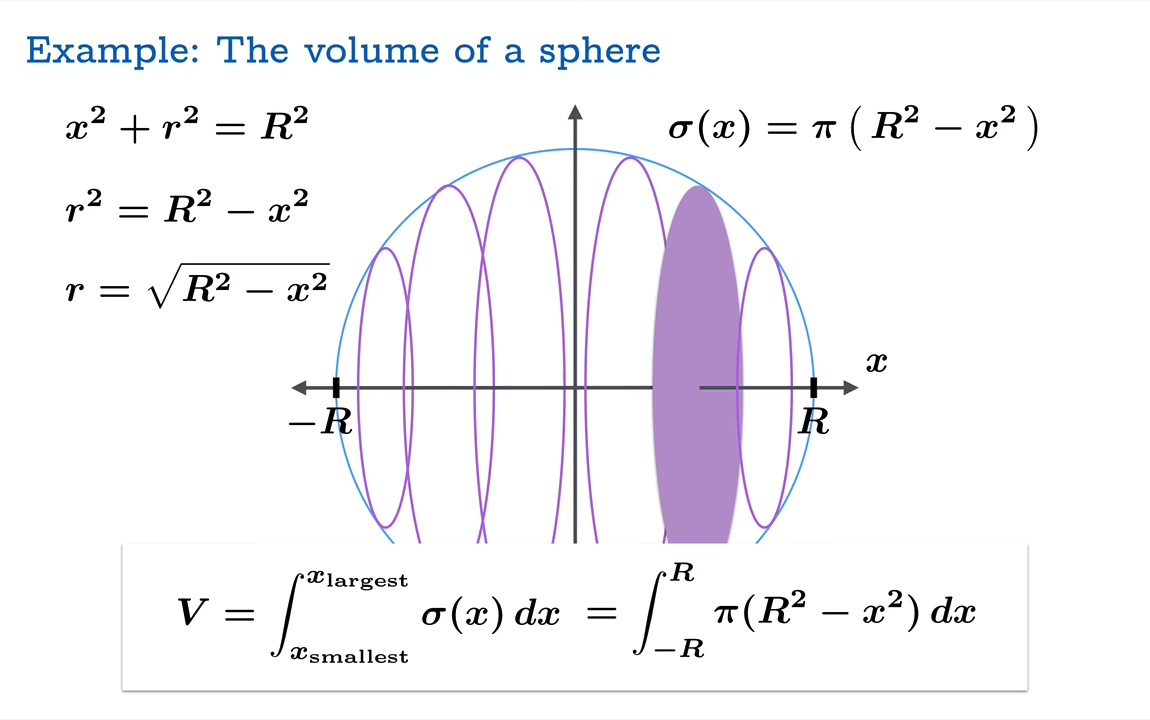 Example: The volume of a sphere
x² + r² = R²
σ(x) = π ( R² − x² )
r² = R² − x²
r = √(R² − x²)
x
−R
R
V = ∫_{x_smallest}^{x_largest} σ(x) dx = ∫_{−R}^{R} π(R² − x²) dx